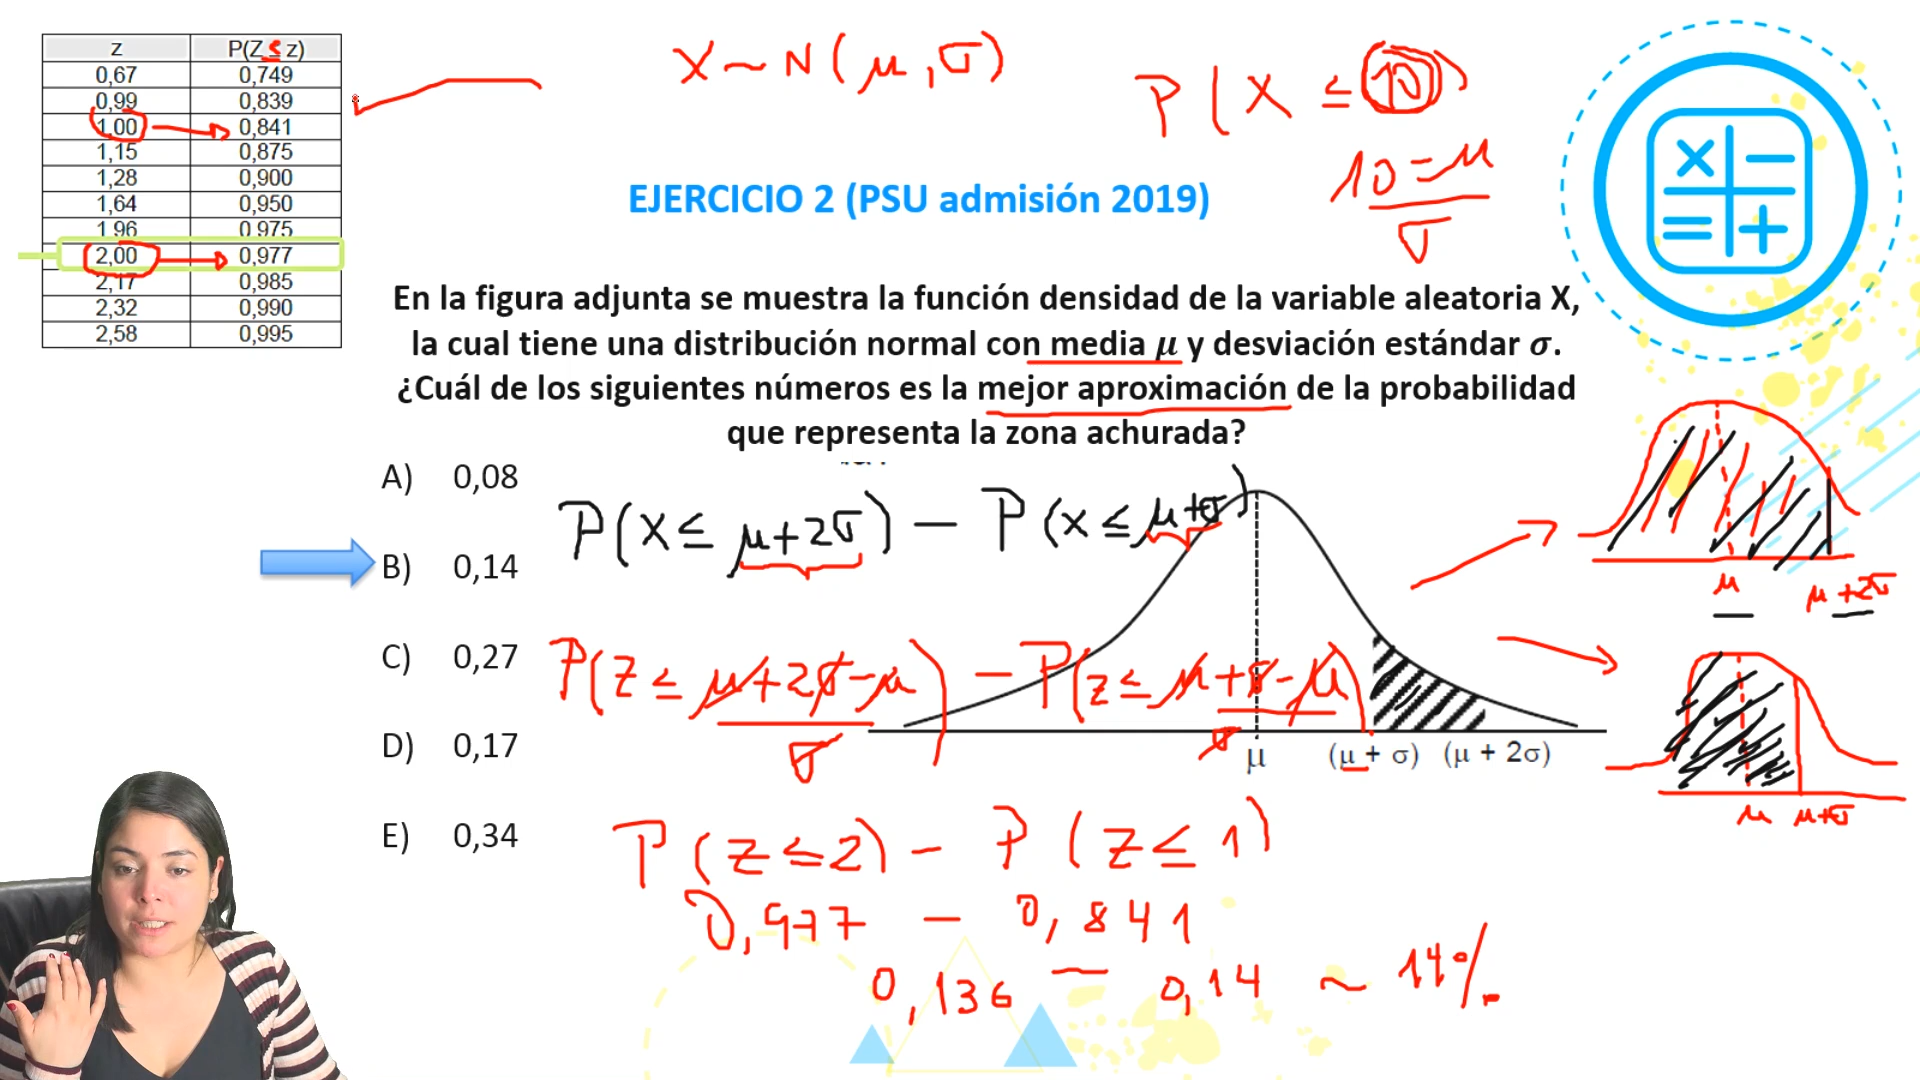 z P(Z ≤ z)
0,67 0,749
0,99 0,839
1,00 0,841
1,15 0,875
1,28 0,900
1,64 0,950
1,96 0,975
2,00 0,977
2,17 0,985
2,32 0,990
2,58 0,995
X ~ N(μ, σ)
P(X ≤ 10)
10 - μ
σ
EJERCICIO 2 (PSU admisión 2019)
En la figura adjunta se muestra la función densidad de la variable aleatoria X,
la cual tiene una distribución normal con media μ y desviación estándar σ.
¿Cuál de los siguientes números es la mejor aproximación de la probabilidad
que representa la zona achurada?
A) 0,08
B) 0,14
C) 0,27
D) 0,17
E) 0,34
P(X ≤ μ+2σ) - P(X ≤ μ+σ)
P(Z ≤ μ+2σ-μ) - P(Z ≤ μ+σ-μ)
σ σ
μ (μ + σ) (μ + 2σ)
P(Z ≤ 2) - P(Z ≤ 1)
0,977 - 0,841
0,136 — 0,14 ~ 14%
μ μ+2σ
μ μ+σ